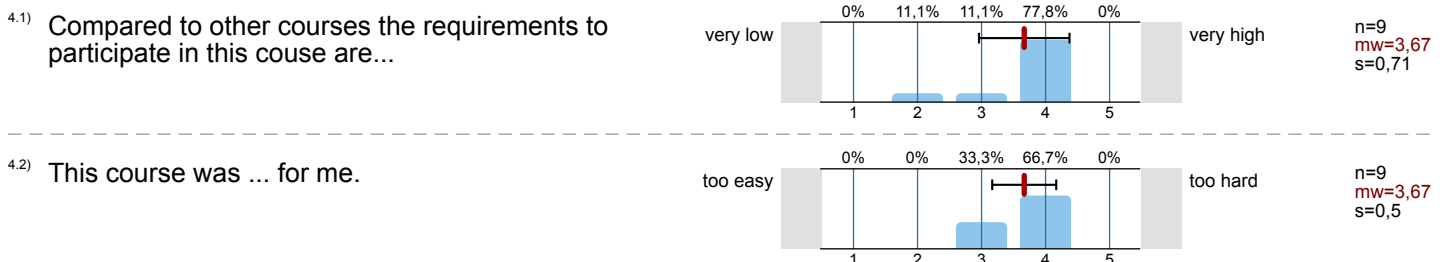 4.1) Compared to other courses the requirements to
participate in this couse are...
0% 11,1% 11,1% 77,8% 0%
very low very high
1 2 3 4 5
n=9
mw=3,67
s=0,71
4.2) This course was ... for me.
0% 0% 33,3% 66,7% 0%
too easy too hard
1 2 3 4 5
n=9
mw=3,67
s=0,5